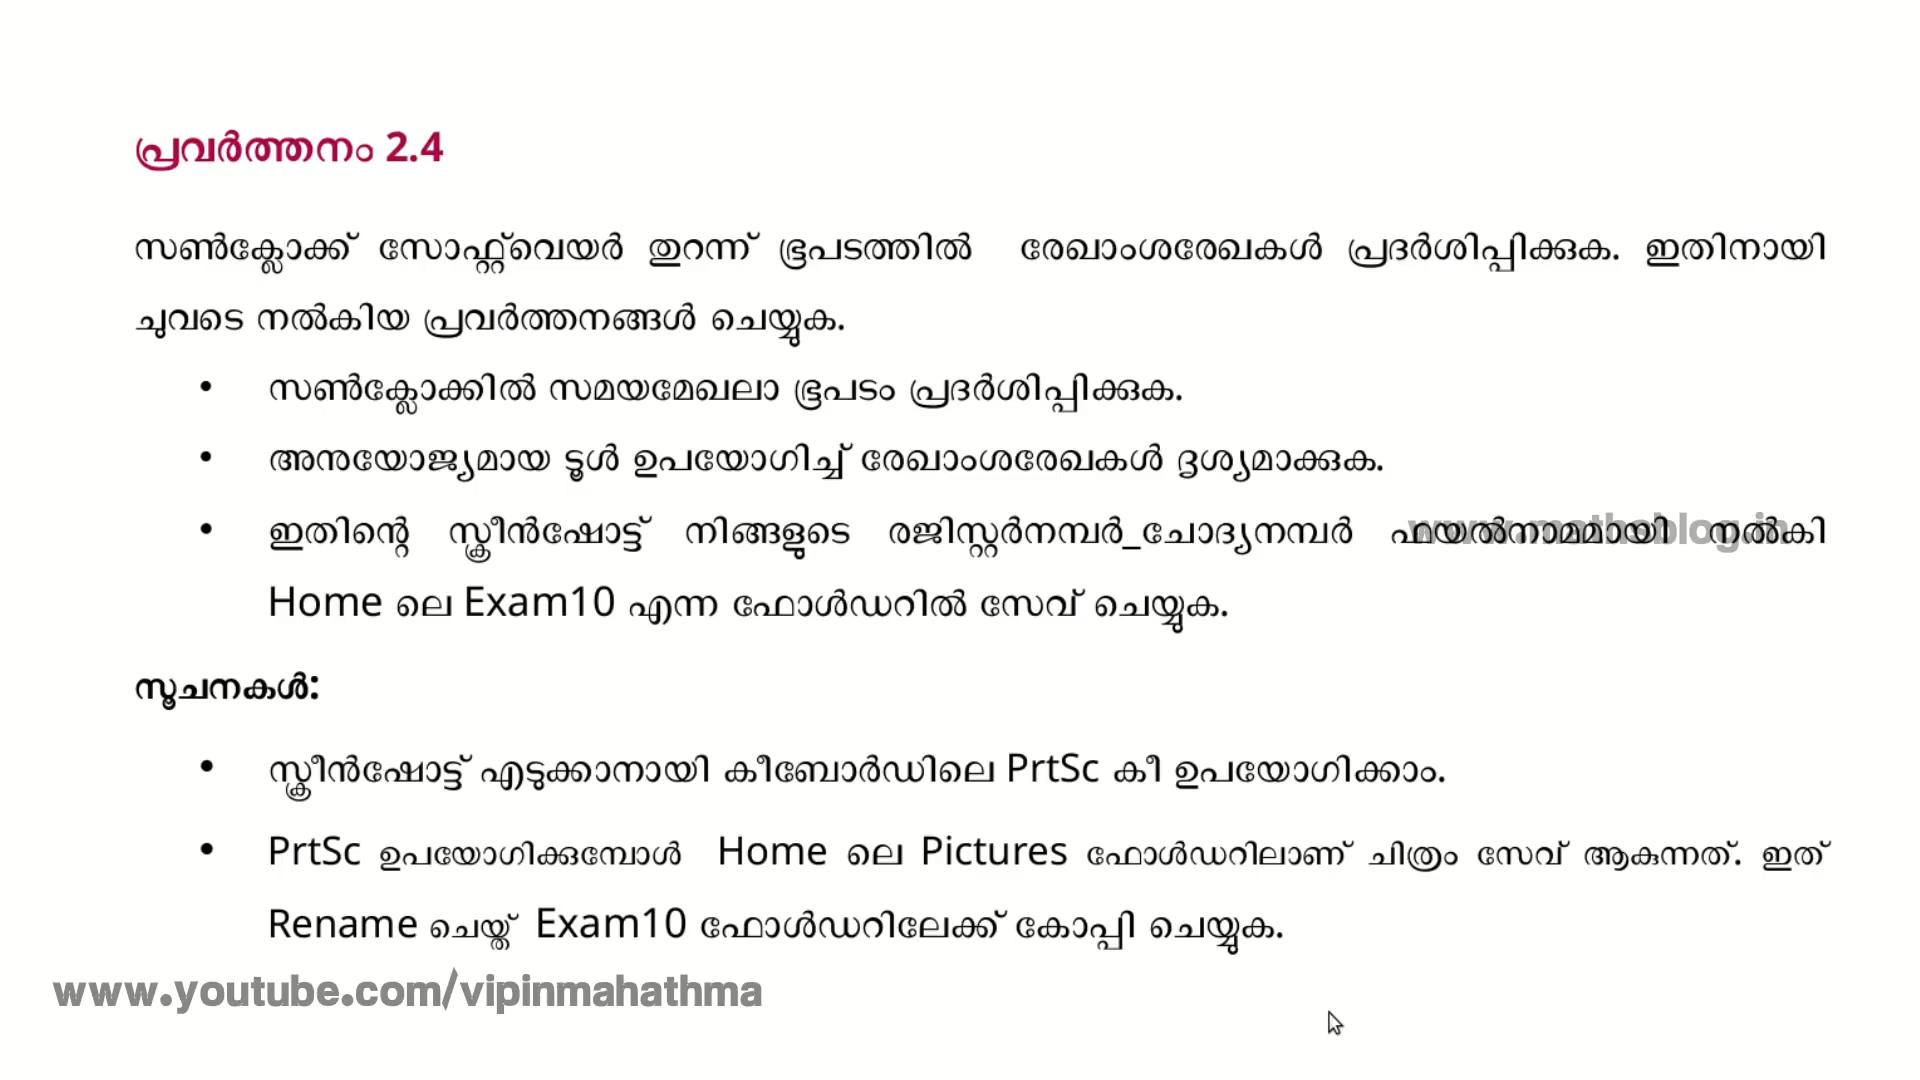 പ്രവർത്തനം 2.4
സൺക്ലോക്ക് സോഫ്റ്റ്‌വെയർ തുറന്ന് ഭൂപടത്തിൽ രേഖാംശരേഖകൾ പ്രദർശിപ്പിക്കുക. ഇതിനായി
ചുവടെ നൽകിയ പ്രവർത്തനങ്ങൾ ചെയ്യുക.
• സൺക്ലോക്കിൽ സമയമേഖലാ ഭൂപടം പ്രദർശിപ്പിക്കുക.
• അനുയോജ്യമായ ടൂൾ ഉപയോഗിച്ച് രേഖാംശരേഖകൾ ദൃശ്യമാക്കുക.
• ഇതിന്റെ സ്ക്രീൻഷോട്ട് നിങ്ങളുടെ രജിസ്റ്റർനമ്പർ_ചോദ്യനമ്പർ ഫയൽനാമമായി നൽകി
www.mathsblog.in
Home ലെ Exam10 എന്ന ഫോൾഡറിൽ സേവ് ചെയ്യുക.
സൂചനകൾ:
• സ്ക്രീൻഷോട്ട് എടുക്കാനായി കീബോർഡിലെ PrtSc കീ ഉപയോഗിക്കാം.
• PrtSc ഉപയോഗിക്കുമ്പോൾ Home ലെ Pictures ഫോൾഡറിലാണ് ചിത്രം സേവ് ആകുന്നത്. ഇത്
Rename ചെയ്ത് Exam10 ഫോൾഡറിലേക്ക് കോപ്പി ചെയ്യുക.
www.youtube.com/vipinmahathma